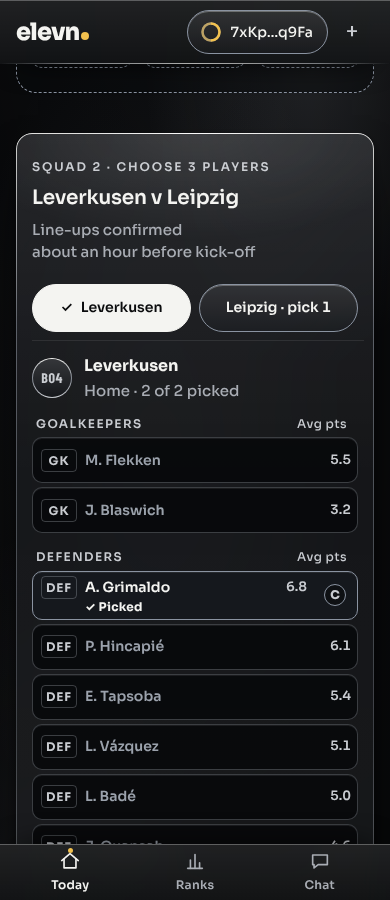 elevn.
7xKp...q9Fa
+
SQUAD 2 · CHOOSE 3 PLAYERS
Leverkusen v Leipzig
Line-ups confirmed
about an hour before kick-off
✓ Leverkusen
Leipzig · pick 1
B04
Leverkusen
Home · 2 of 2 picked
GOALKEEPERS Avg pts
GK M. Flekken 5.5
GK J. Blaswich 3.2
DEFENDERS Avg pts
DEF A. Grimaldo 6.8 C
✓ Picked
DEF P. Hincapié 6.1
DEF E. Tapsoba 5.4
DEF L. Vázquez 5.1
DEF L. Badé 5.0
Today
Ranks
Chat